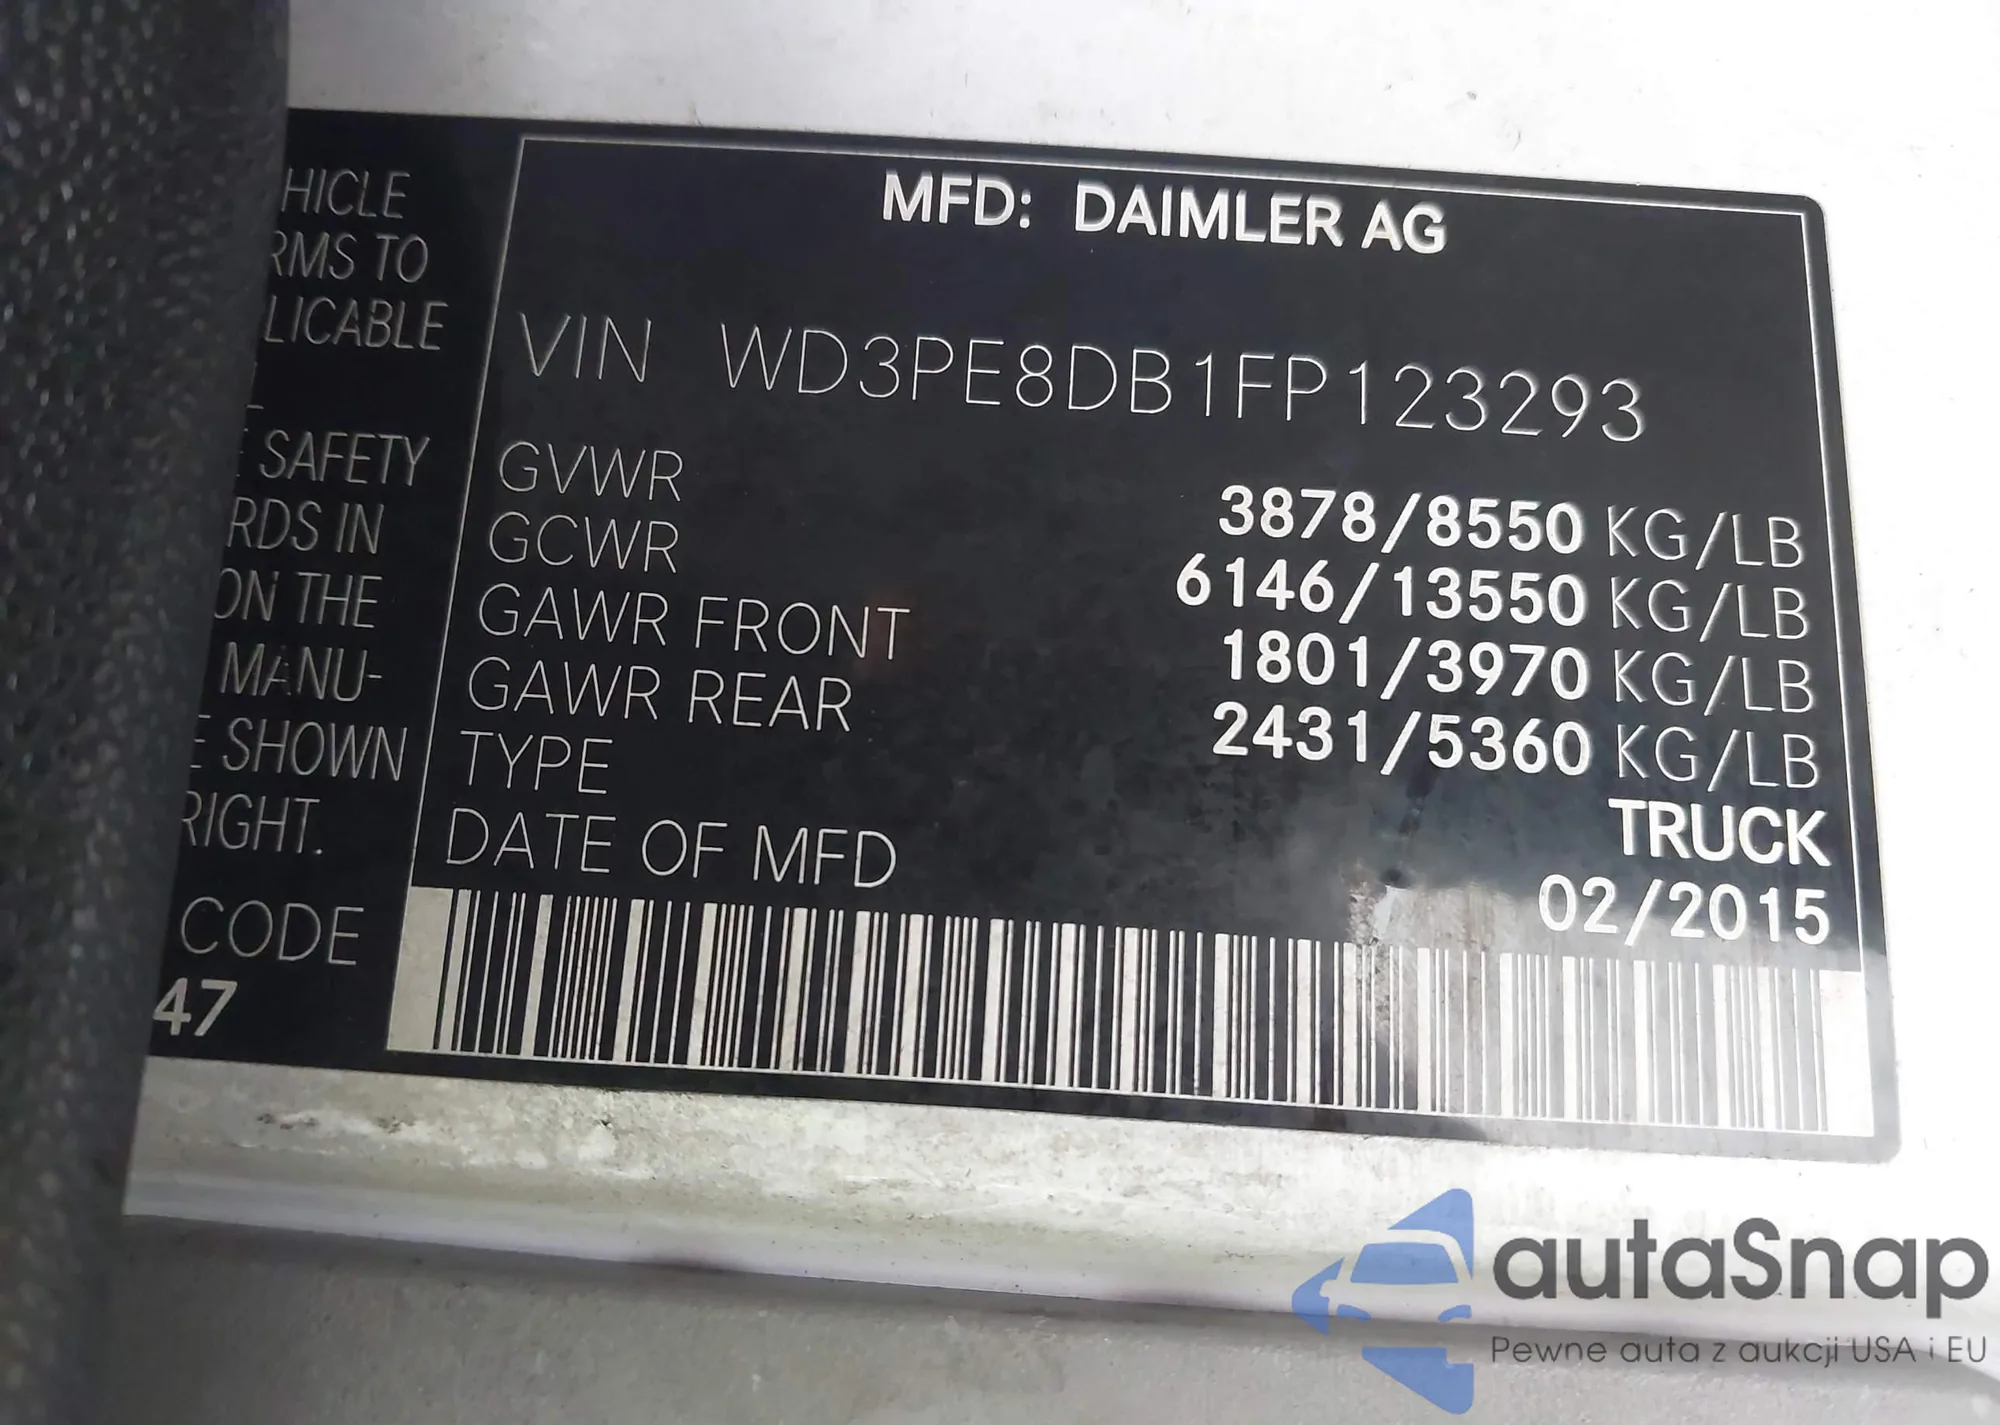 MFD: DAIMLER AG
VIN WD3PE8DB1FP123293
GVWR 3878/8550 KG/LB
GCWR 6146/13550 KG/LB
GAWR FRONT 1801/3970 KG/LB
GAWR REAR 2431/5360 KG/LB
TYPE TRUCK
DATE OF MFD 02/2015
HICLE
RMS TO
LICABLE
SAFETY
RDS IN
ON THE
MANU-
E SHOWN
RIGHT.
CODE
47
autaSnap
Pewne auta z aukcji USA i EU